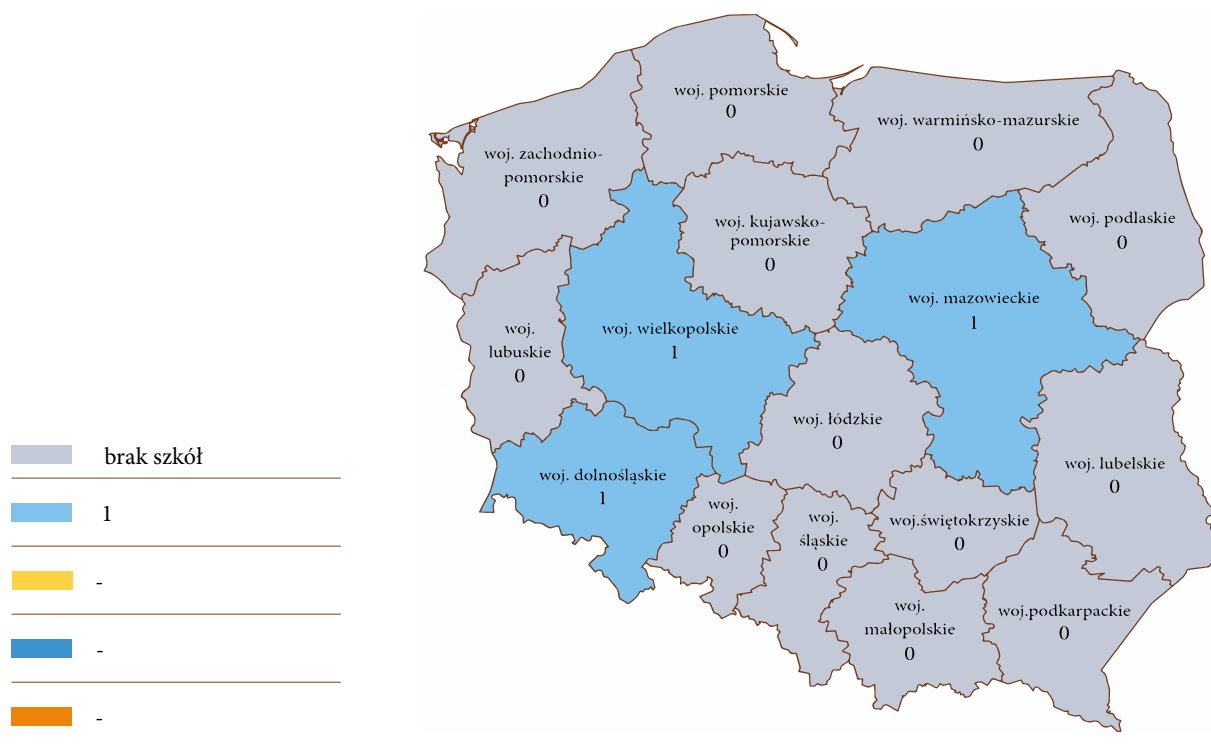 woj. pomorskie
0
woj. warmińsko-mazurskie
0
woj. zachodnio-
pomorskie
0
woj. kujawsko-
pomorskie
0
woj. podlaskie
0
woj. mazowieckie
1
woj. wielkopolskie
1
woj.
lubuskie
0
woj. łódzkie
0
woj. lubelskie
0
woj. dolnośląskie
1
woj.
opolskie
0
woj.
śląskie
0
woj.świętokrzyskie
0
woj.
małopolskie
0
woj.podkarpackie
0
brak szkół
1
-
-
-